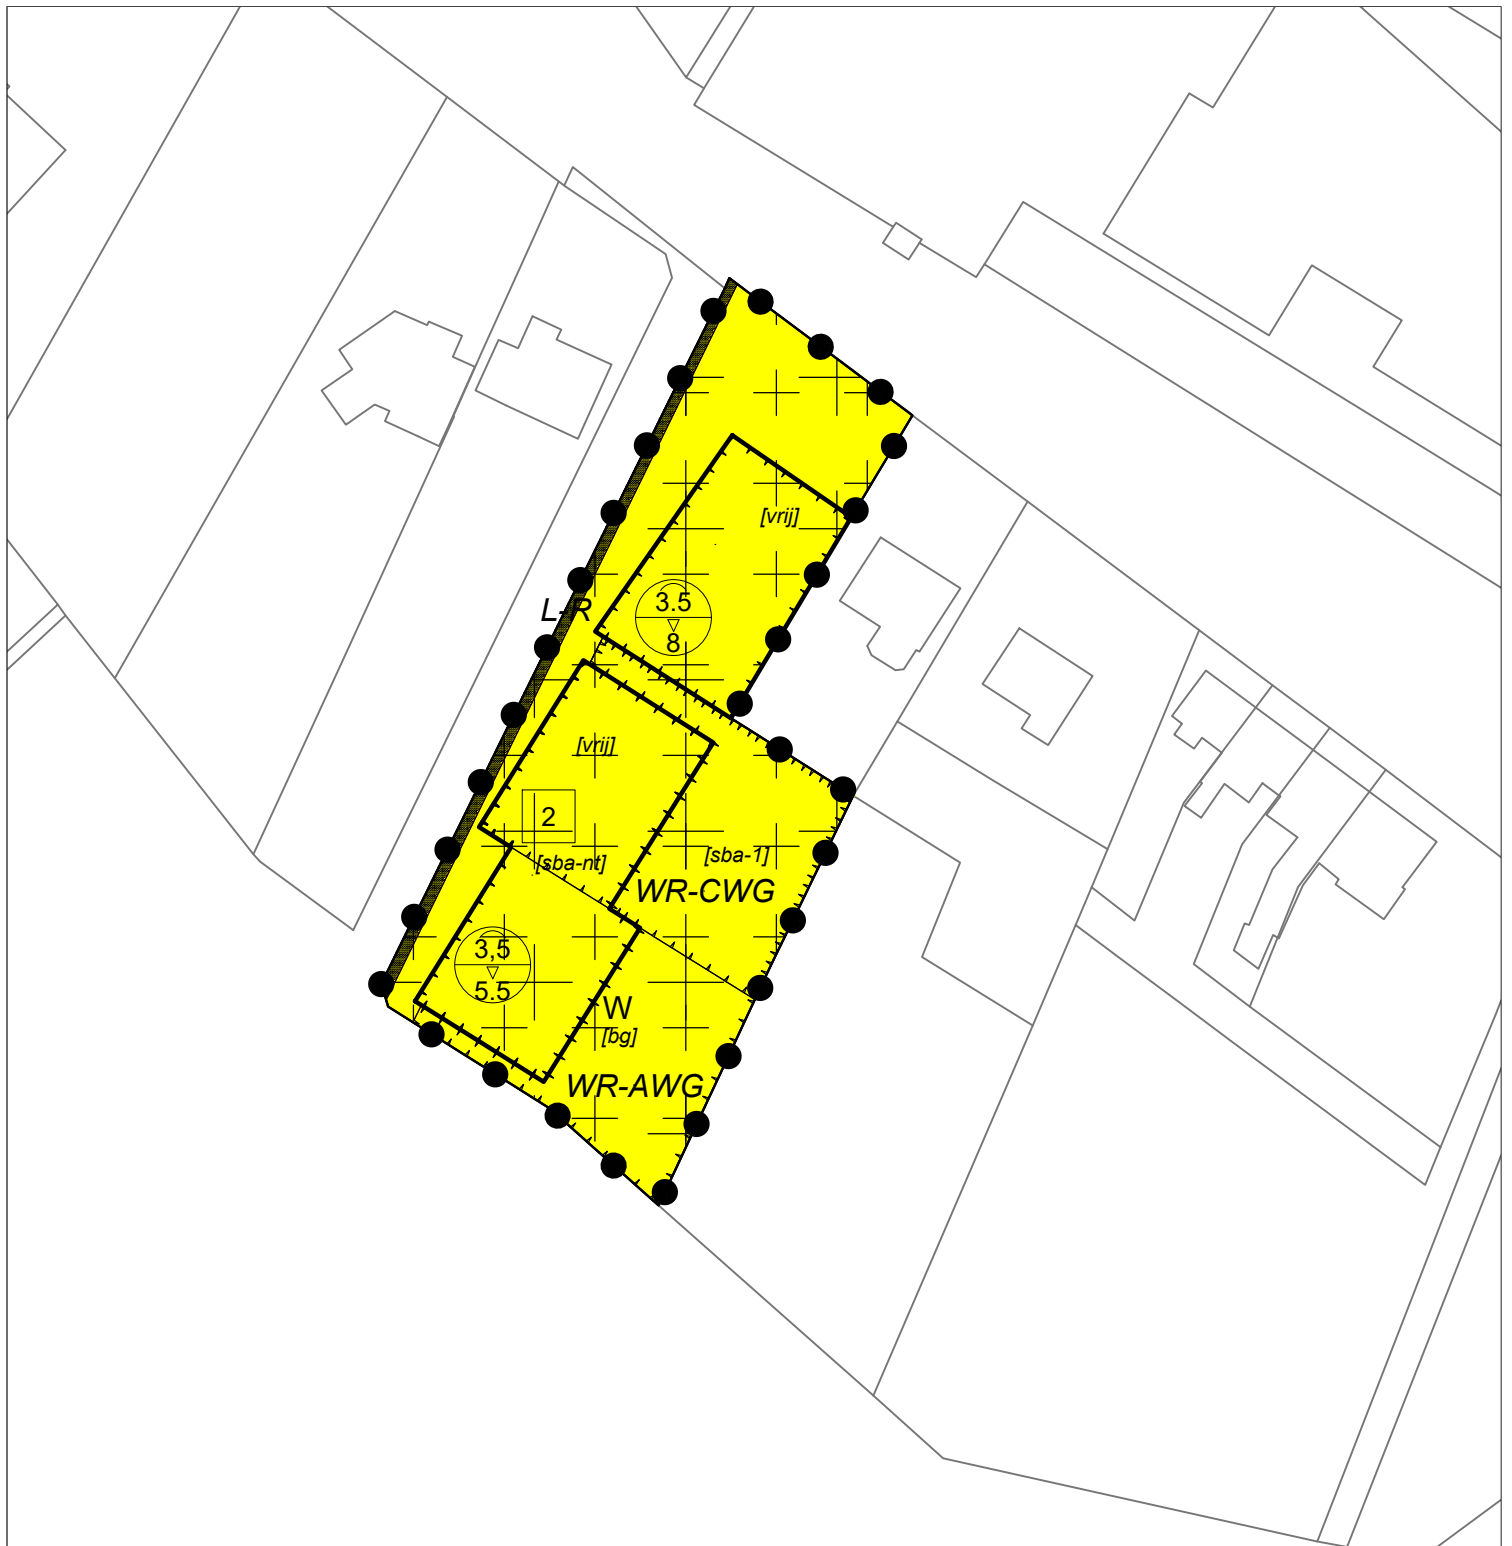 [vrij]
3.5
8
L-R
[vrij]
2
[sba-nt]
[sba-1]
WR-CWG
3,5
5.5
W
[bg]
WR-AWG